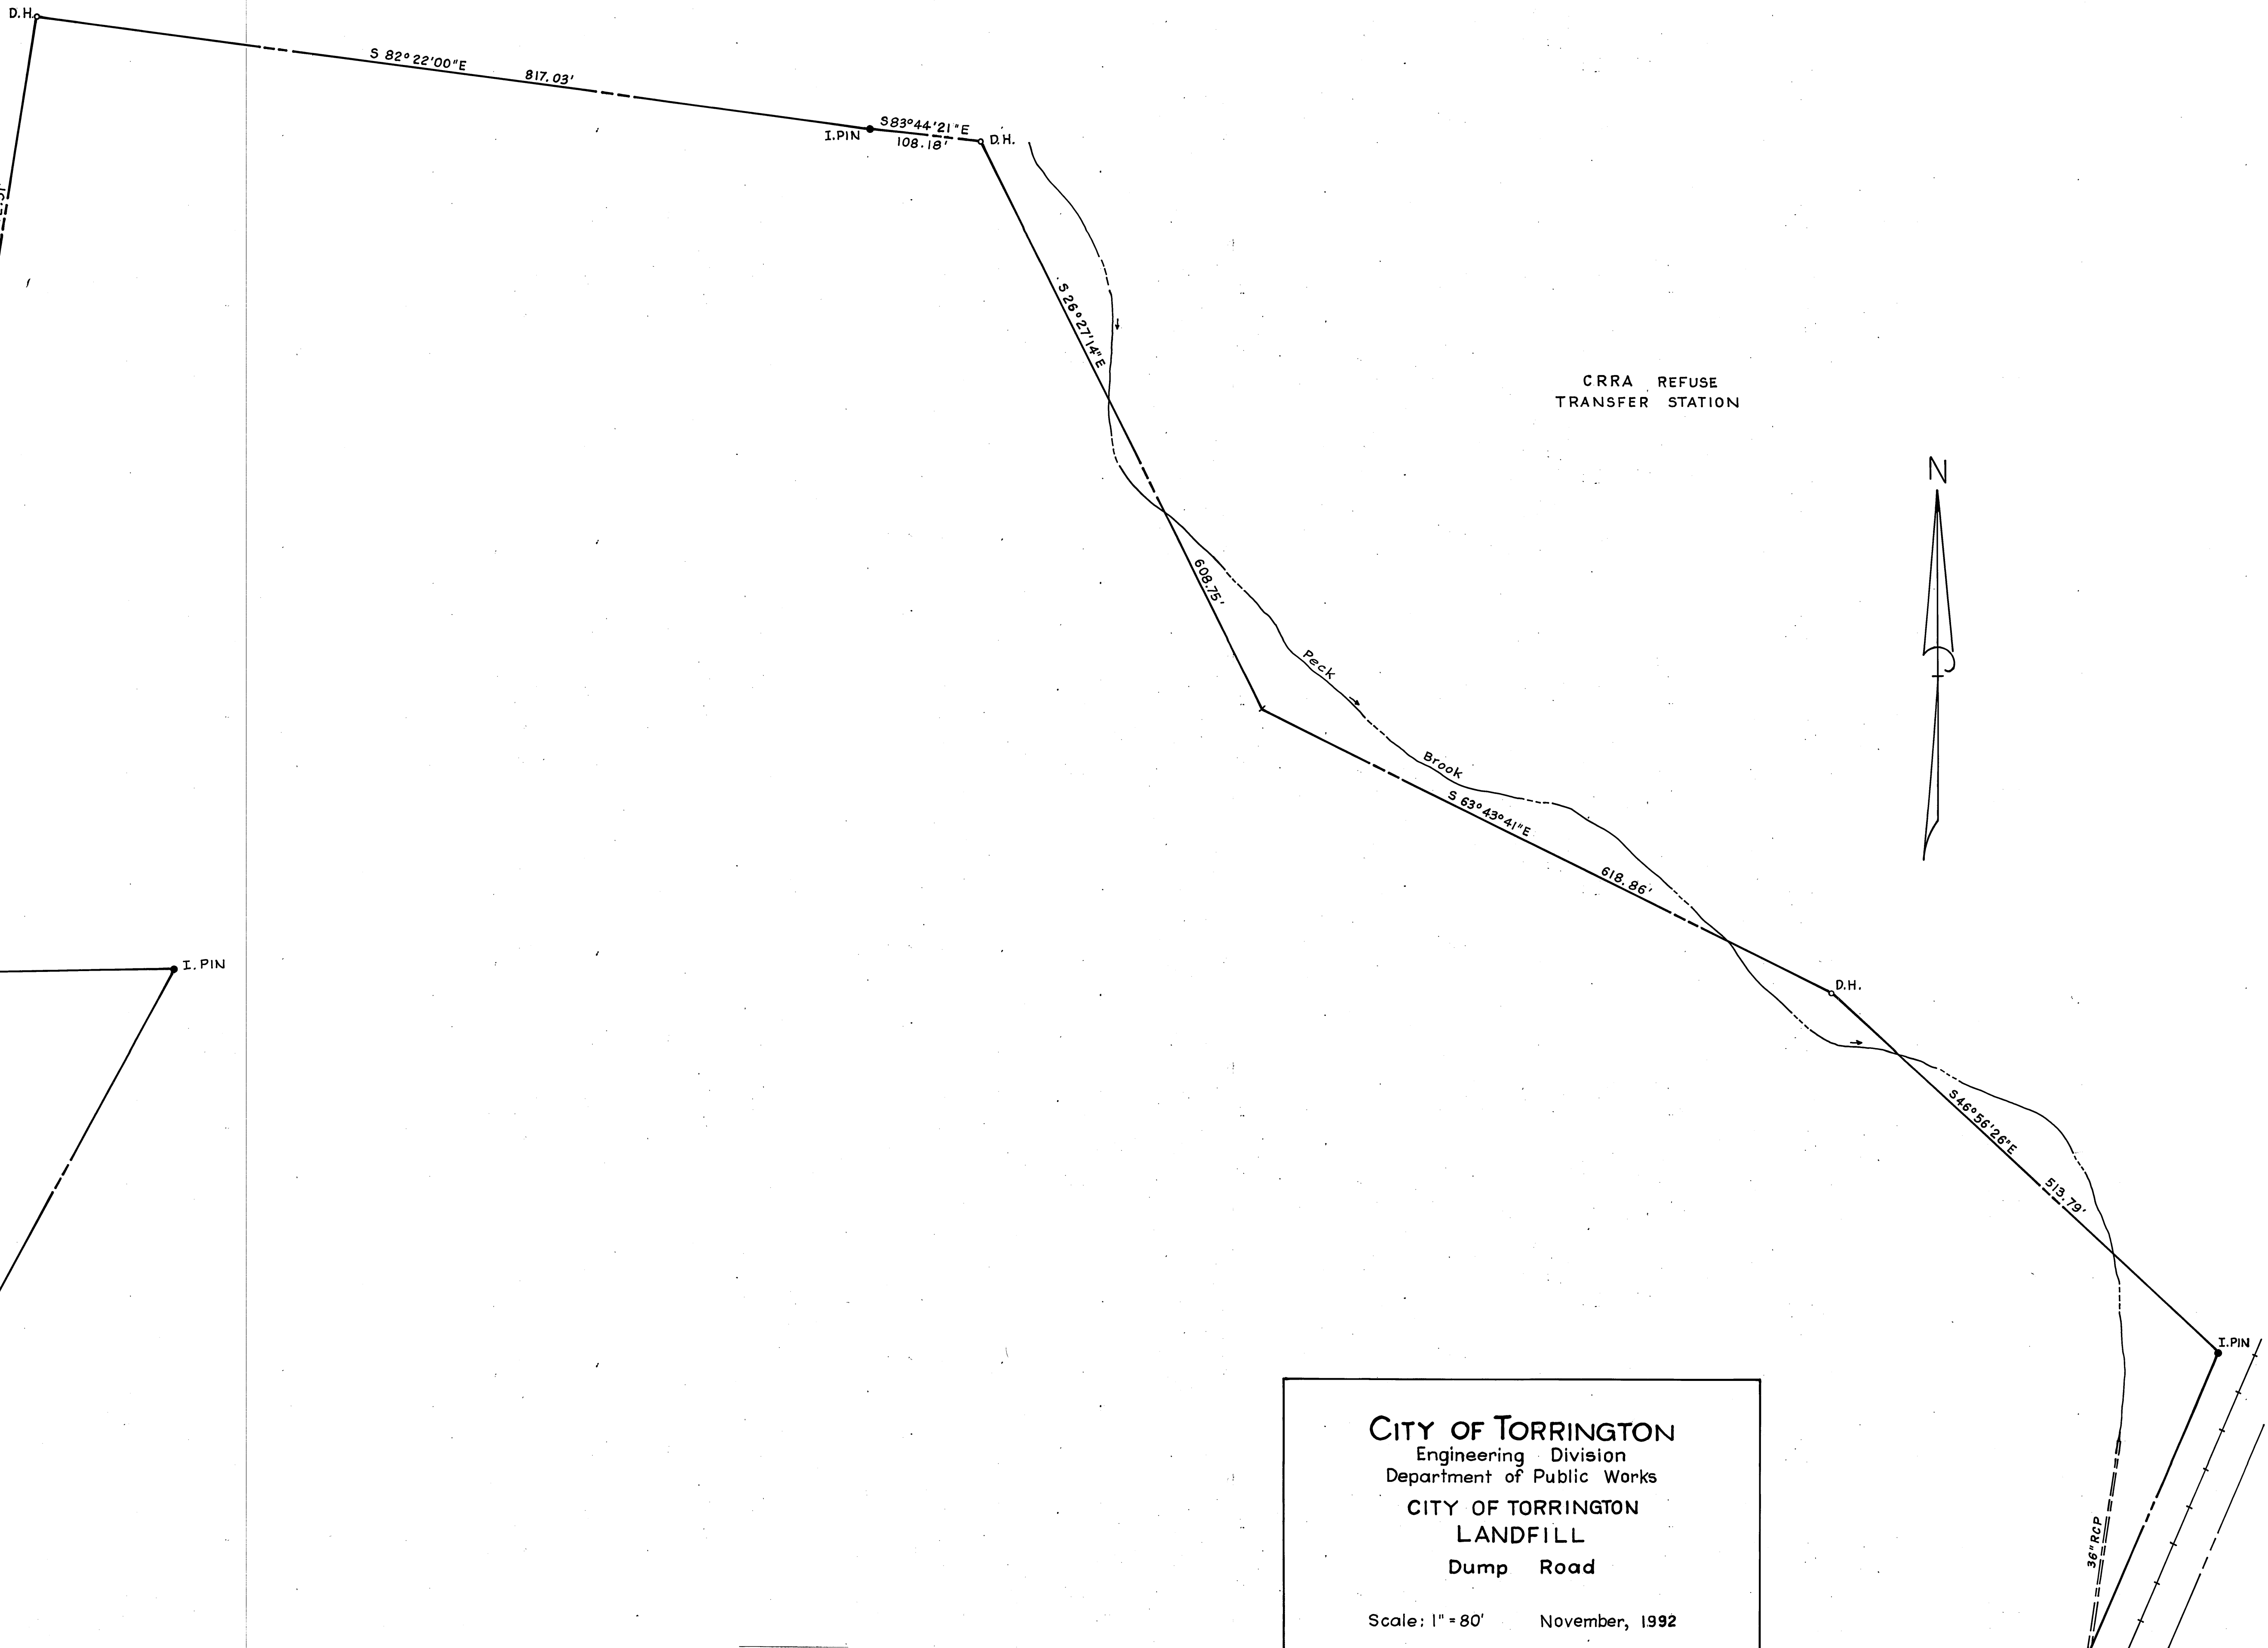 D.H.
S 82° 22'00"E 817.03'
I.PIN
S83°44'21"E
108.18'
D.H.
S 26°27'14"E
608.75'
CRRA REFUSE
TRANSFER STATION
N
Peck
Brook
S 63°43°41"E
618.86'
I. PIN
D.H.
S46°56'26"E
513.79'
I.PIN
36"RCP
CITY OF TORRINGTON
Engineering Division
Department of Public Works
CITY OF TORRINGTON
LANDFILL
Dump Road
Scale: 1" = 80' November, 1992